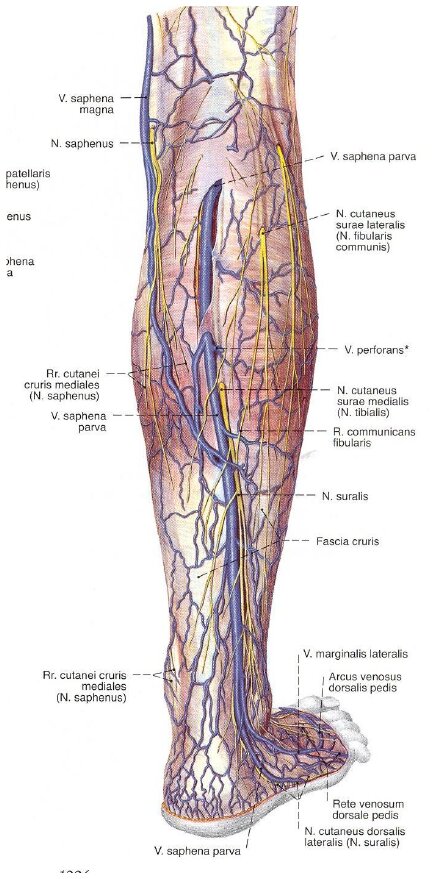 V. saphena
magna
N. saphenus
patellaris
henus)
enus
phena
a
Rr. cutanei
cruris mediales
(N. saphenus)
V. saphena
parva
Rr. cutanei cruris
mediales
(N. saphenus)
V. saphena parva
V. saphena parva
N. cutaneus
surae lateralis
(N. fibularis
communis)
V. perforans*
N. cutaneus
surae medialis
(N. tibialis)
R. communicans
fibularis
N. suralis
Fascia cruris
V. marginalis lateralis
Arcus venosus
dorsalis pedis
Rete venosum
dorsale pedis
N. cutaneus dorsalis
lateralis (N. suralis)